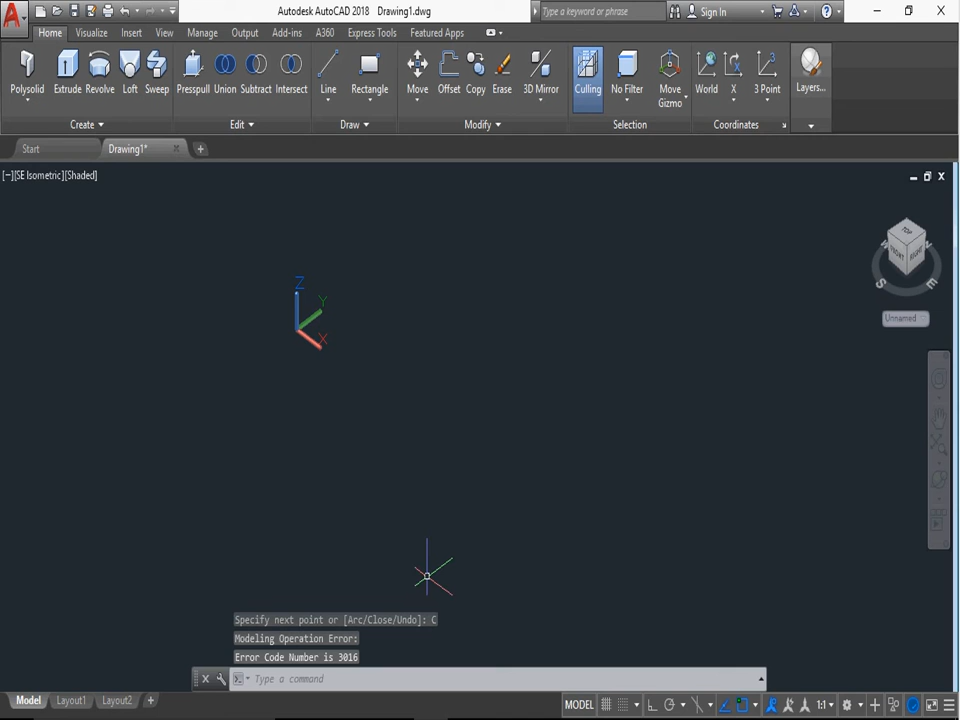 Autodesk AutoCAD 2018 Drawing1.dwg
Type a keyword or phrase
Sign In
Home Visualize Insert View Manage Output Add-ins A360 Express Tools Featured Apps
Polysolid Extrude Revolve Loft Sweep Presspull Union Subtract Intersect Line Rectangle Move Offset Copy Erase 3D Mirror Culling No Filter Move Gizmo World X 3 Point Layers...
Create Edit Draw Modify Selection Coordinates
Start Drawing1*
[−][SE Isometric][Shaded]
TOP
FRONT RIGHT
S E
Unnamed
Z
Y
X
Specify next point or [Arc/Close/Undo]: C
Modeling Operation Error:
Error Code Number is 3016
Type a command
Model Layout1 Layout2
MODEL 1:1